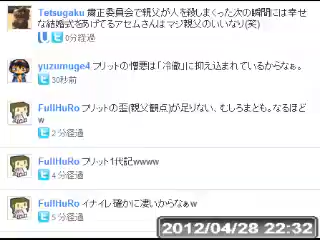 Tetsugaku 粛正委員会で親父が人を殺しまくった次の瞬間には幸せ
な結婚式をあげてるアセムさんはマジ親父のいいなり(笑)
0分経過
yuzumuge4 フリットの憎悪は「冷徹」に抑え込まれているからなぁ。
30秒前
FullHuRo フリットの歪(親父観点)が足りない、むしろまとも。なるほど
w
2分経過
FullHuRo フリット1代記wwww
4分経過
FullHuRo イナイレ確かに凄いからなぁw
5分経過
2012/04/28 22:32